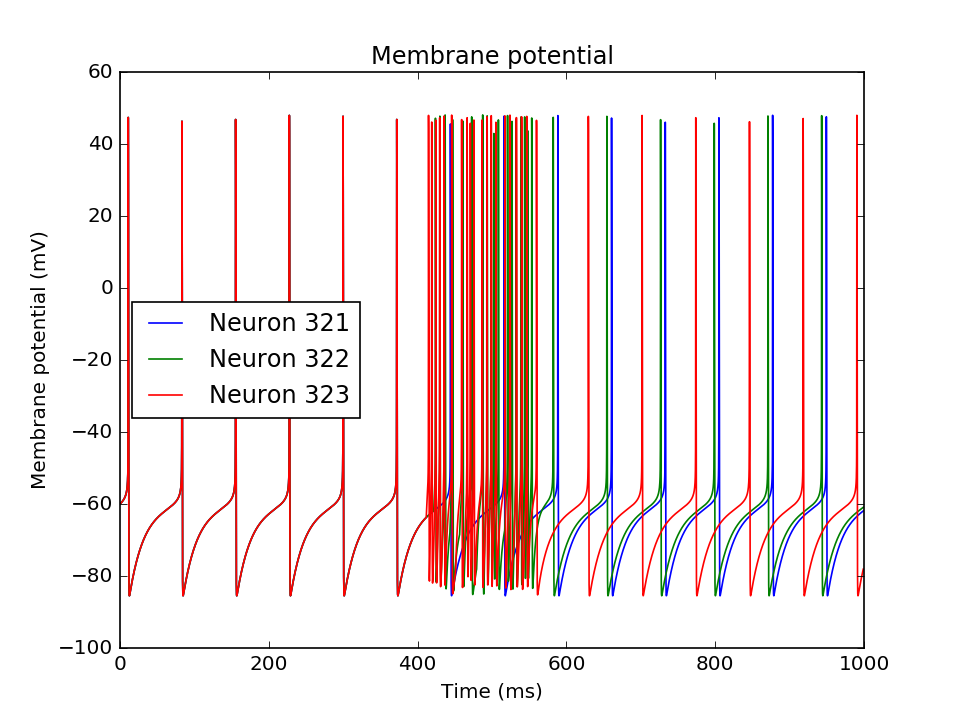 Membrane potential
60
40
20
0
−20
−40
−60
−80
−100
Membrane potential (mV)
Neuron 321
Neuron 322
Neuron 323
0 200 400 600 800 1000
Time (ms)